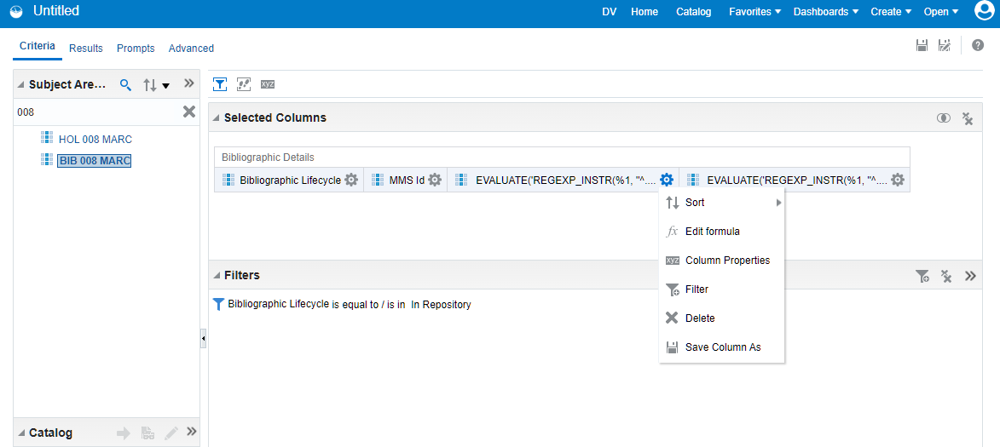 Untitled
DV Home Catalog Favorites Dashboards Create Open
Criteria Results Prompts Advanced
Subject Are...
xyz
008
Selected Columns
HOL 008 MARC
BIB 008 MARC
Bibliographic Details
Bibliographic Lifecycle MMS Id EVALUATE('REGEXP_INSTR(%1, "^.... EVALUATE('REGEXP_INSTR(%1, "^....
Sort
fx Edit formula
xyz Column Properties
Filter
Delete
Save Column As
Filters
Bibliographic Lifecycle is equal to / is in In Repository
Catalog